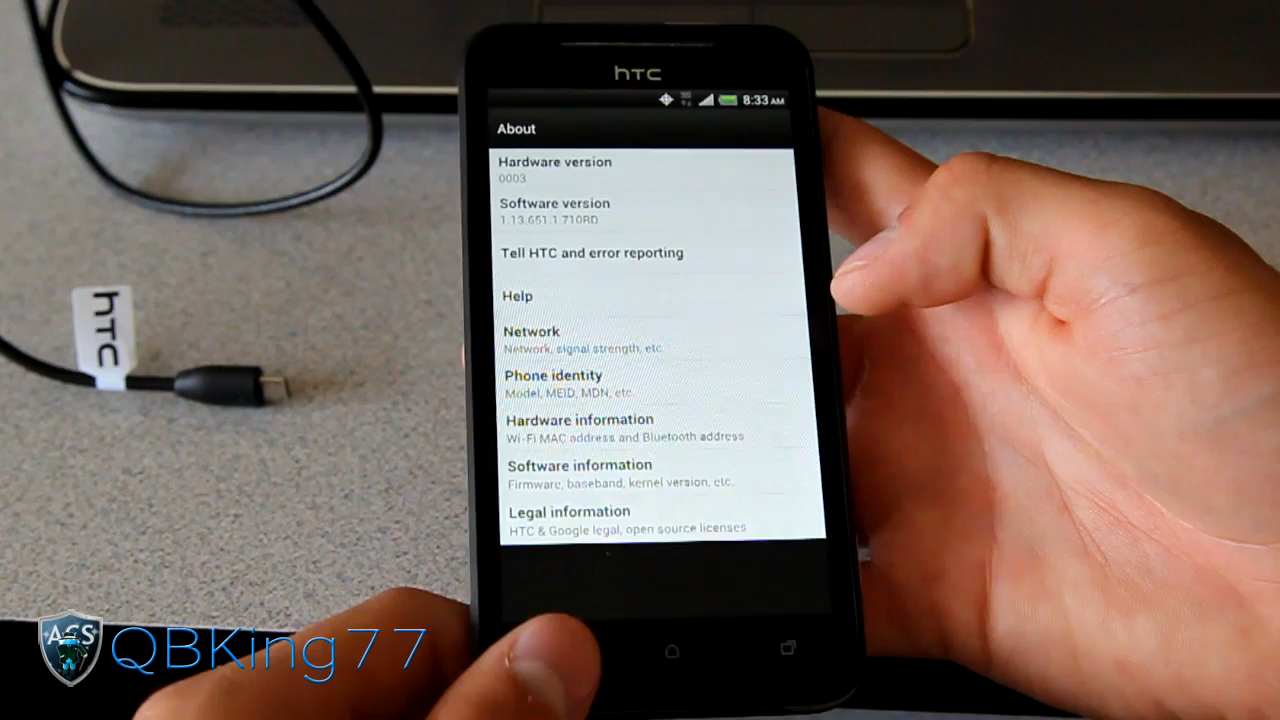 hTC
8:33 AM
About
Hardware version
0003
Software version
1.13.651.1 710RD
Tell HTC and error reporting
Help
Network
Network, signal strength, etc.
Phone identity
Model, MEID, MDN, etc.
Hardware information
Wi-Fi MAC address and Bluetooth address
Software information
Firmware, baseband, kernel version, etc.
Legal information
HTC & Google legal, open source licenses
hTC
ACS
QBKing77